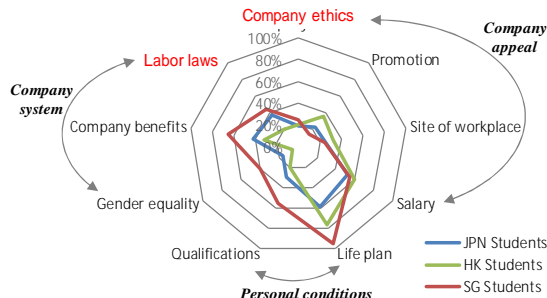 Company ethics
100%
80%
60%
40%
20%
0%
Promotion
Site of workplace
Salary
Life plan
Qualifications
Gender equality
Company benefits
Labor laws
Company
appeal
Company
system
Personal conditions
JPN Students
HK Students
SG Students